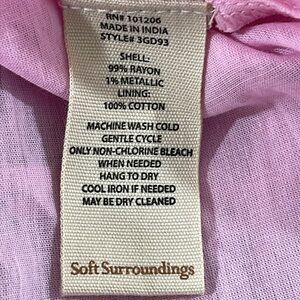 RN# 101206
MADE IN INDIA
STYLE# 3GD93
SHELL:
99% RAYON
1% METALLIC
LINING:
100% COTTON
MACHINE WASH COLD
GENTLE CYCLE
ONLY NON-CHLORINE BLEACH
WHEN NEEDED
HANG TO DRY
COOL IRON IF NEEDED
MAY BE DRY CLEANED
Soft Surroundings